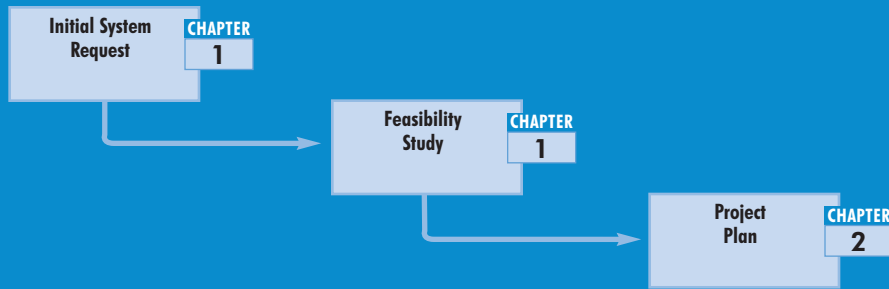 Initial System
Request
CHAPTER
1
Feasibility
Study
CHAPTER
1
Project
Plan
CHAPTER
2